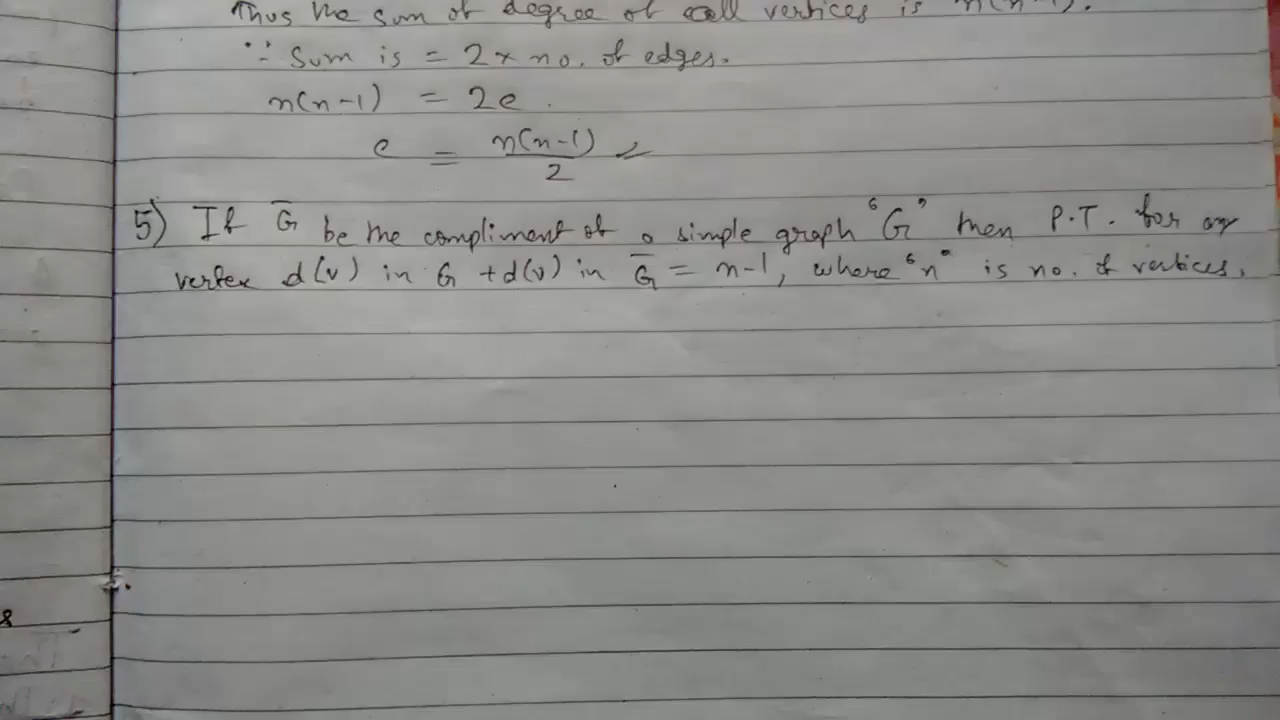 Thus the sum of degree of all vertices is n(n-1).
∵ Sum is = 2 × no. of edges.
n(n-1) = 2e.
e = n(n-1)/2
5) If G̅ be the compliment of a simple graph "G" then P.T. for any
vertex d(v) in G + d(v) in G̅ = n-1, where "n" is no. of vertices.
8